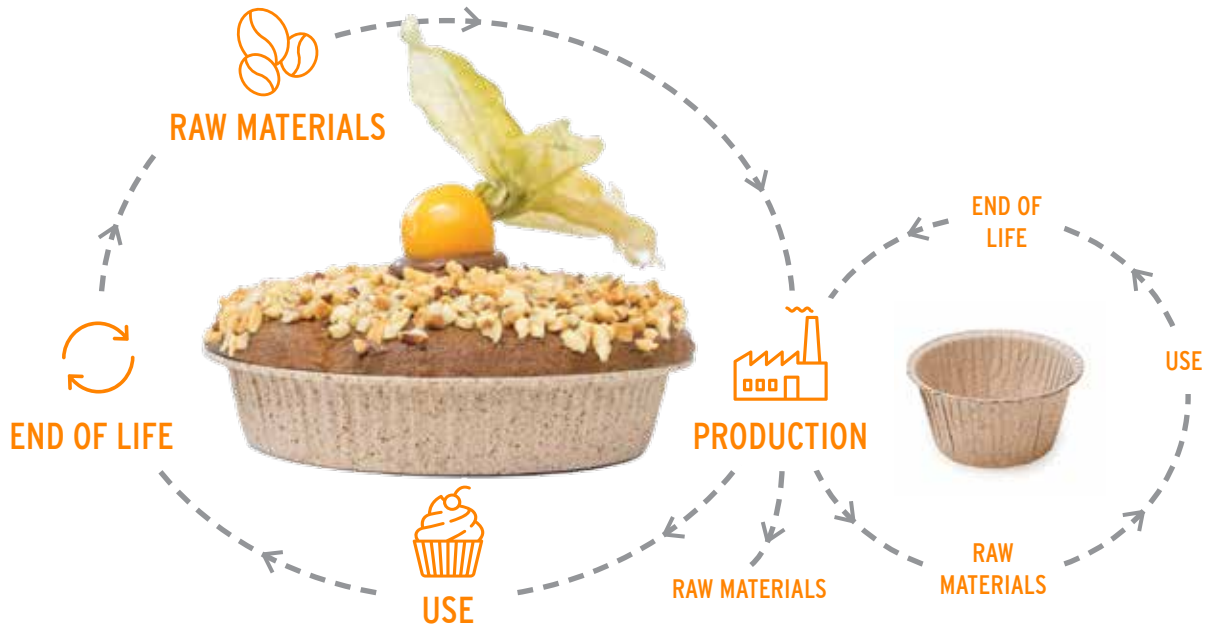 RAW MATERIALS
END OF
LIFE
USE
END OF LIFE
PRODUCTION
RAW
MATERIALS
RAW MATERIALS
USE